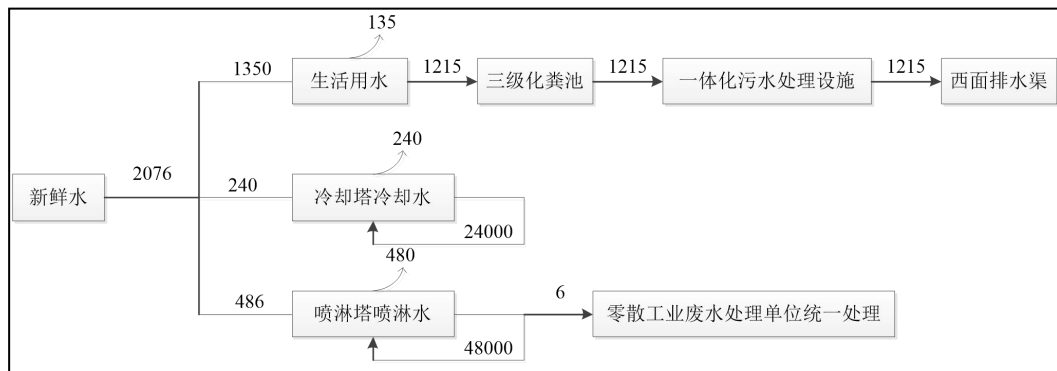 135
1350
生活用水
1215
三级化粪池
1215
一体化污水处理设施
1215
西面排水渠
240
新鲜水
2076
240
冷却塔冷却水
24000
480
486
喷淋塔喷淋水
48000
6
零散工业废水处理单位统一处理